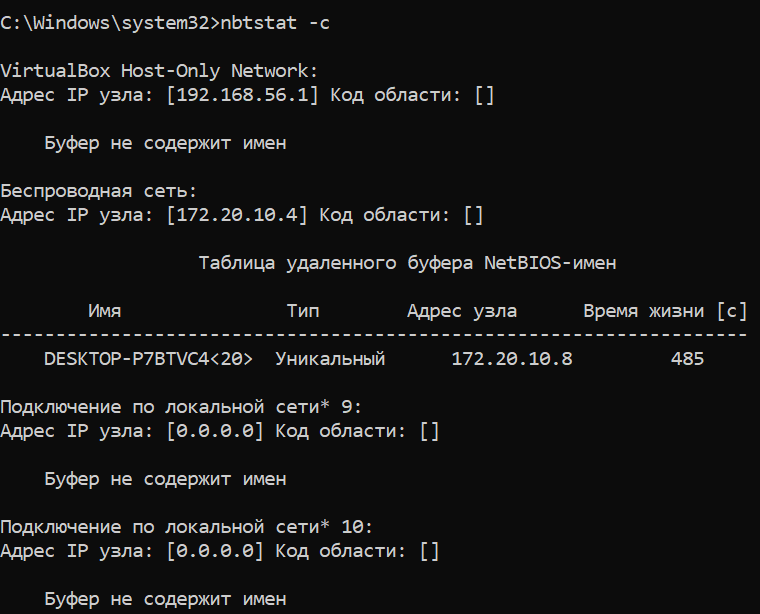 C:\Windows\system32>nbtstat -c
VirtualBox Host-Only Network:
Адрес IP узла: [192.168.56.1] Код области: []
Буфер не содержит имен
Беспроводная сеть:
Адрес IP узла: [172.20.10.4] Код области: []
Таблица удаленного буфера NetBIOS-имен
Имя Тип Адрес узла Время жизни [с]
--------------------------------------------------------------------
DESKTOP-P7BTVC4<20> Уникальный 172.20.10.8 485
Подключение по локальной сети* 9:
Адрес IP узла: [0.0.0.0] Код области: []
Буфер не содержит имен
Подключение по локальной сети* 10:
Адрес IP узла: [0.0.0.0] Код области: []
Буфер не содержит имен